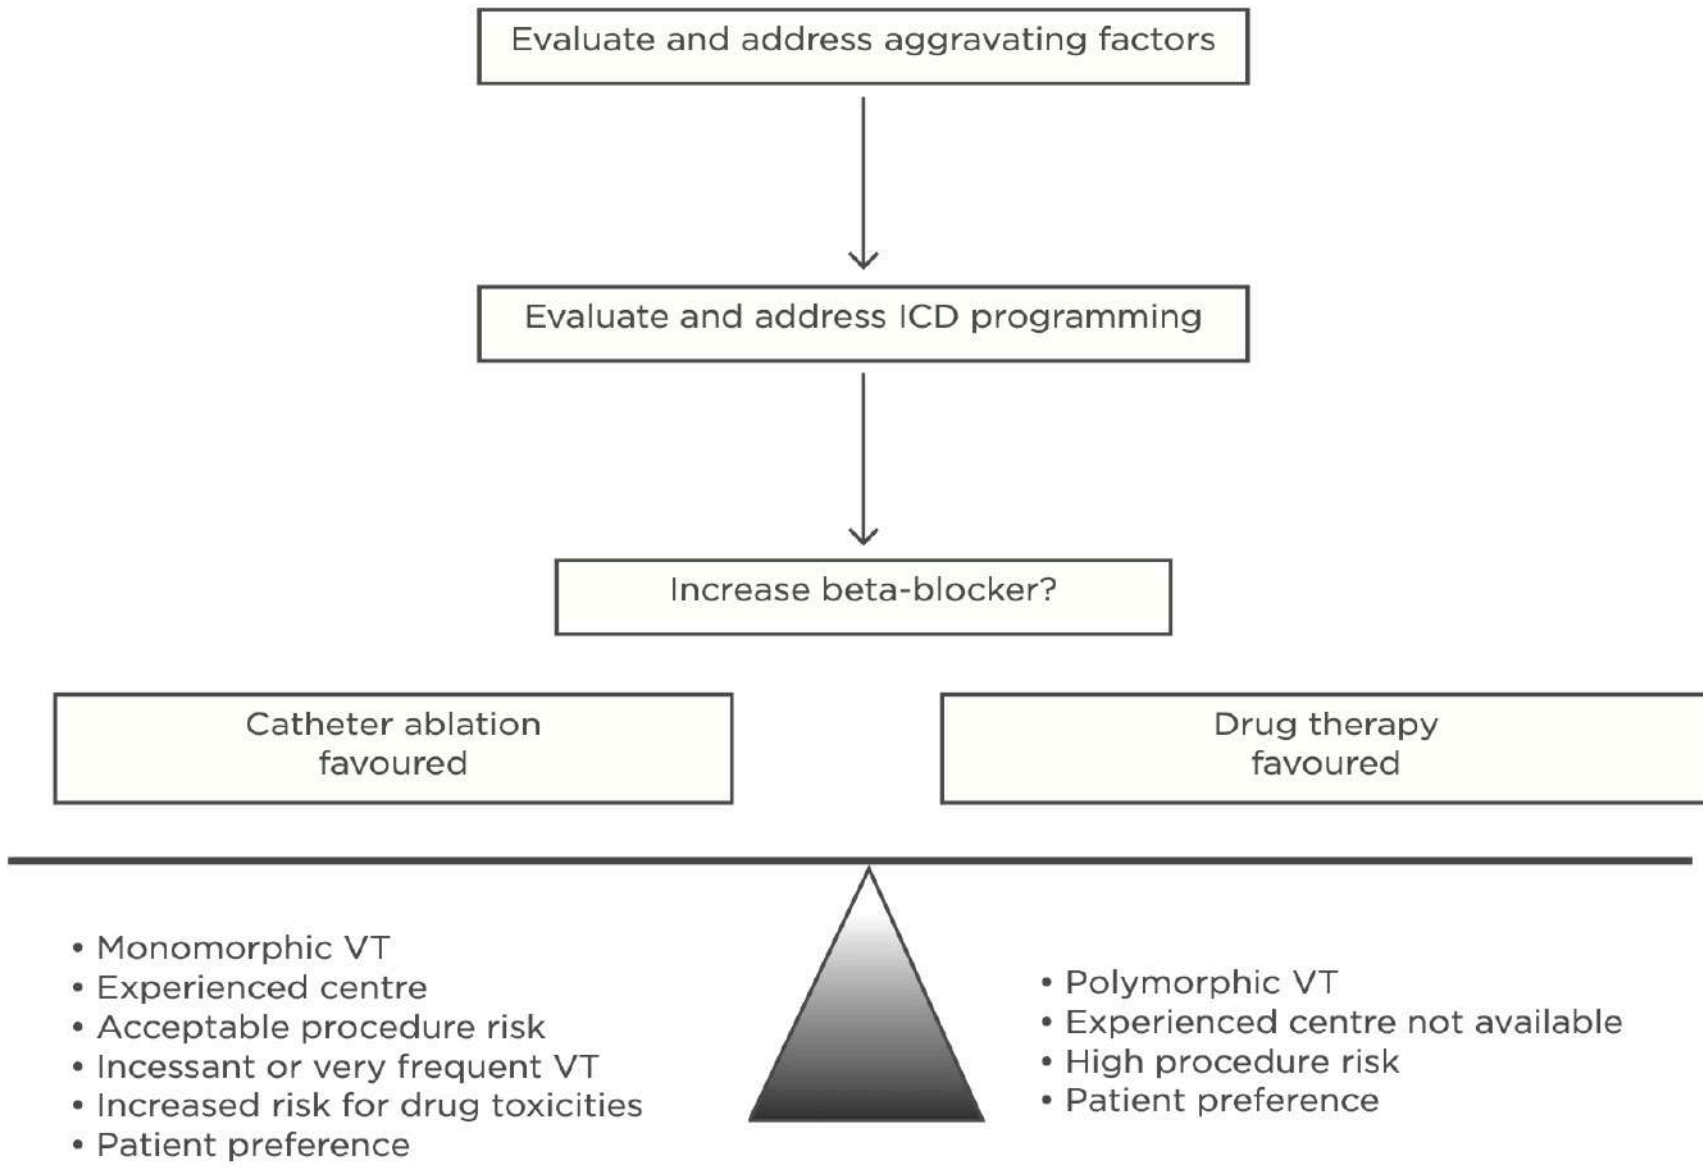 Evaluate and address aggravating factors
Evaluate and address ICD programming
Increase beta-blocker?
Catheter ablation
favoured
Drug therapy
favoured
• Monomorphic VT
• Experienced centre
• Acceptable procedure risk
• Incessant or very frequent VT
• Increased risk for drug toxicities
• Patient preference
• Polymorphic VT
• Experienced centre not available
• High procedure risk
• Patient preference